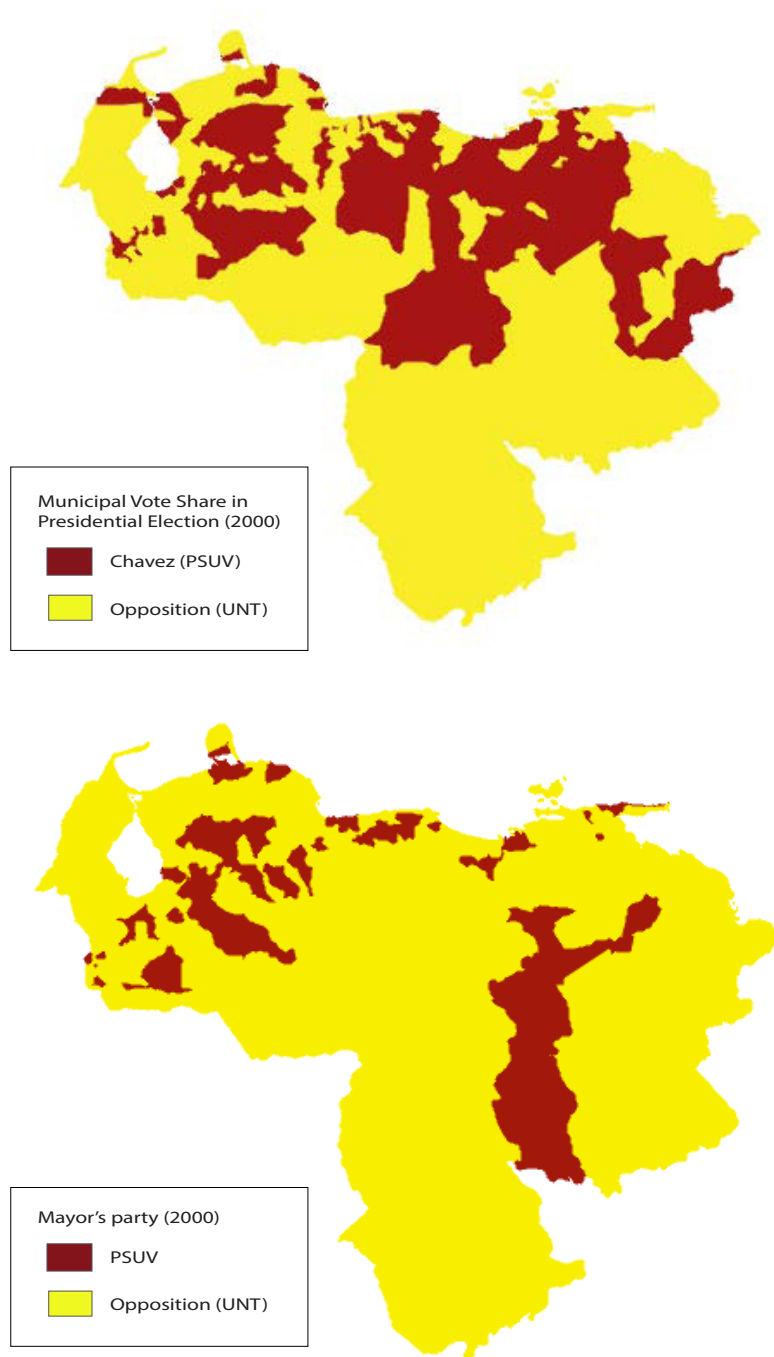 Municipal Vote Share in
Presidential Election (2000)
Chavez (PSUV)
Opposition (UNT)
Mayor's party (2000)
PSUV
Opposition (UNT)